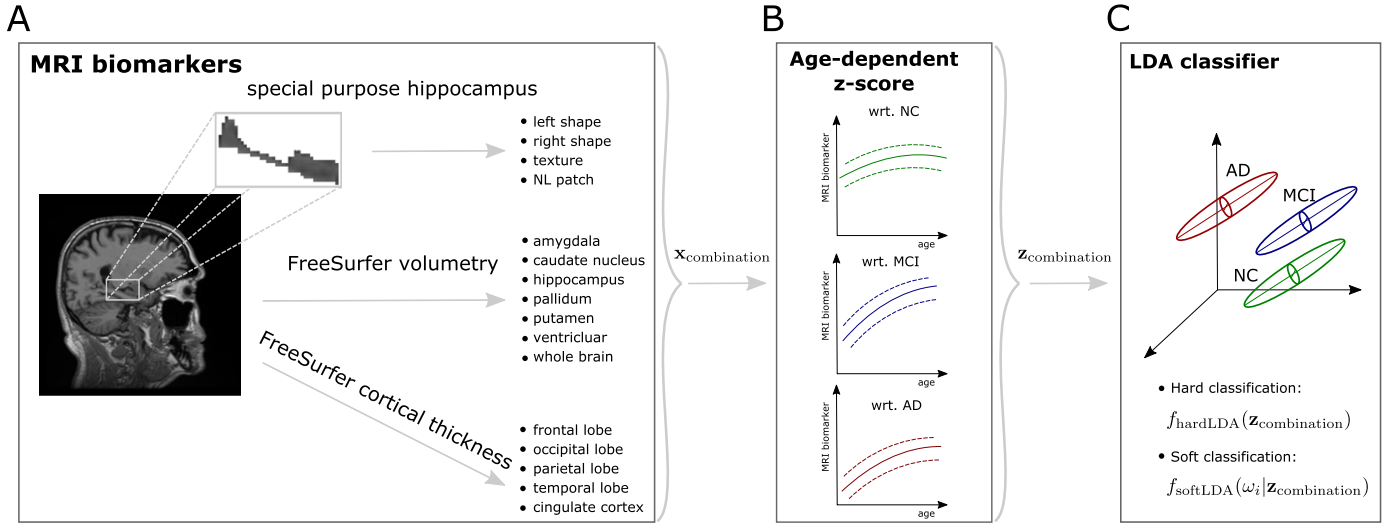 A
MRI biomarkers
special purpose hippocampus
• left shape
• right shape
• texture
• NL patch
FreeSurfer volumetry
• amygdala
• caudate nucleus
• hippocampus
• pallidum
• putamen
• ventricluar
• whole brain
FreeSurfer cortical thickness
• frontal lobe
• occipital lobe
• parietal lobe
• temporal lobe
• cingulate cortex
x_combination
B
Age-dependent
z-score
wrt. NC
MRI biomarker
age
wrt. MCI
MRI biomarker
age
wrt. AD
MRI biomarker
age
z_combination
C
LDA classifier
AD
MCI
NC
• Hard classification:
f_hardLDA(z_combination)
• Soft classification:
f_softLDA(ω_i|z_combination)